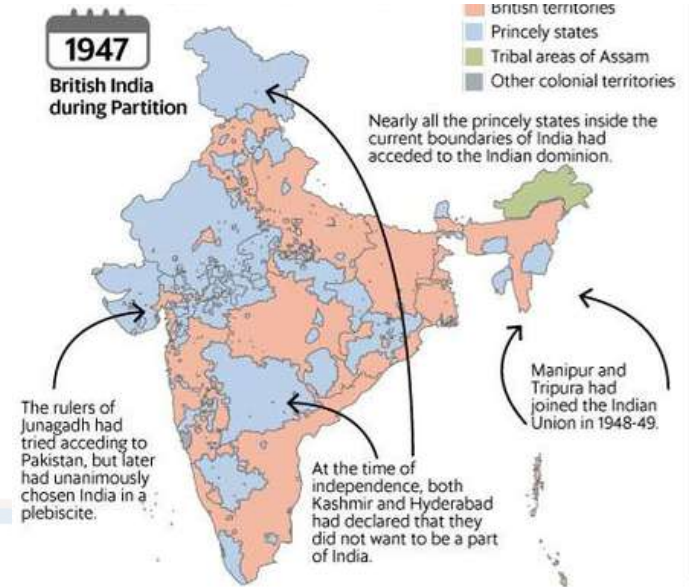 1947
British India
during Partition
British territories
Princely states
Tribal areas of Assam
Other colonial territories
Nearly all the princely states inside the
current boundaries of India had
acceded to the Indian dominion.
The rulers of
Junagadh had
tried acceding to
Pakistan, but later
had unanimously
chosen India in a
plebiscite.
At the time of
independence, both
Kashmir and Hyderabad
had declared that they
did not want to be a part
of India.
Manipur and
Tripura had
joined the Indian
Union in 1948-49.